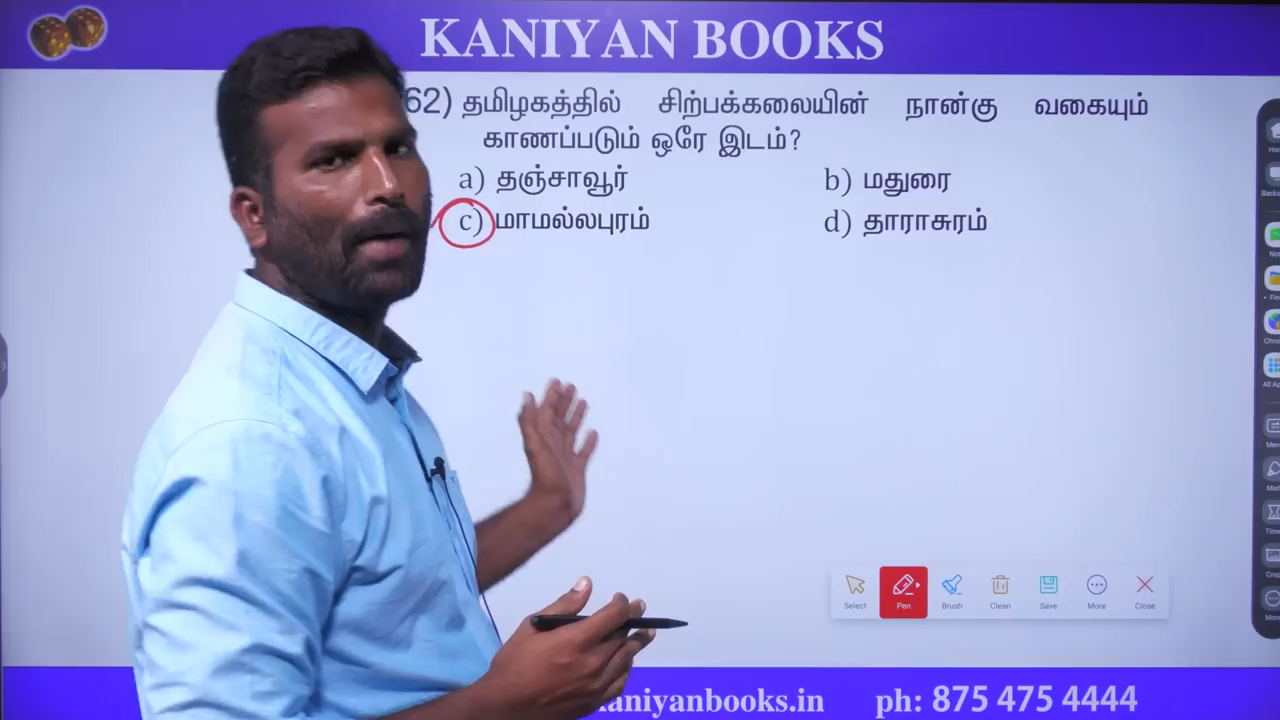 KANIYAN BOOKS
62) தமிழகத்தில் சிற்பக்கலையின் நான்கு வகையும்
காணப்படும் ஒரே இடம்?
a) தஞ்சாவூர் b) மதுரை
c) மாமல்லபுரம் d) தாராசுரம்
Select Pen Brush Clean Save More Close
kaniyanbooks.in ph: 875 475 4444